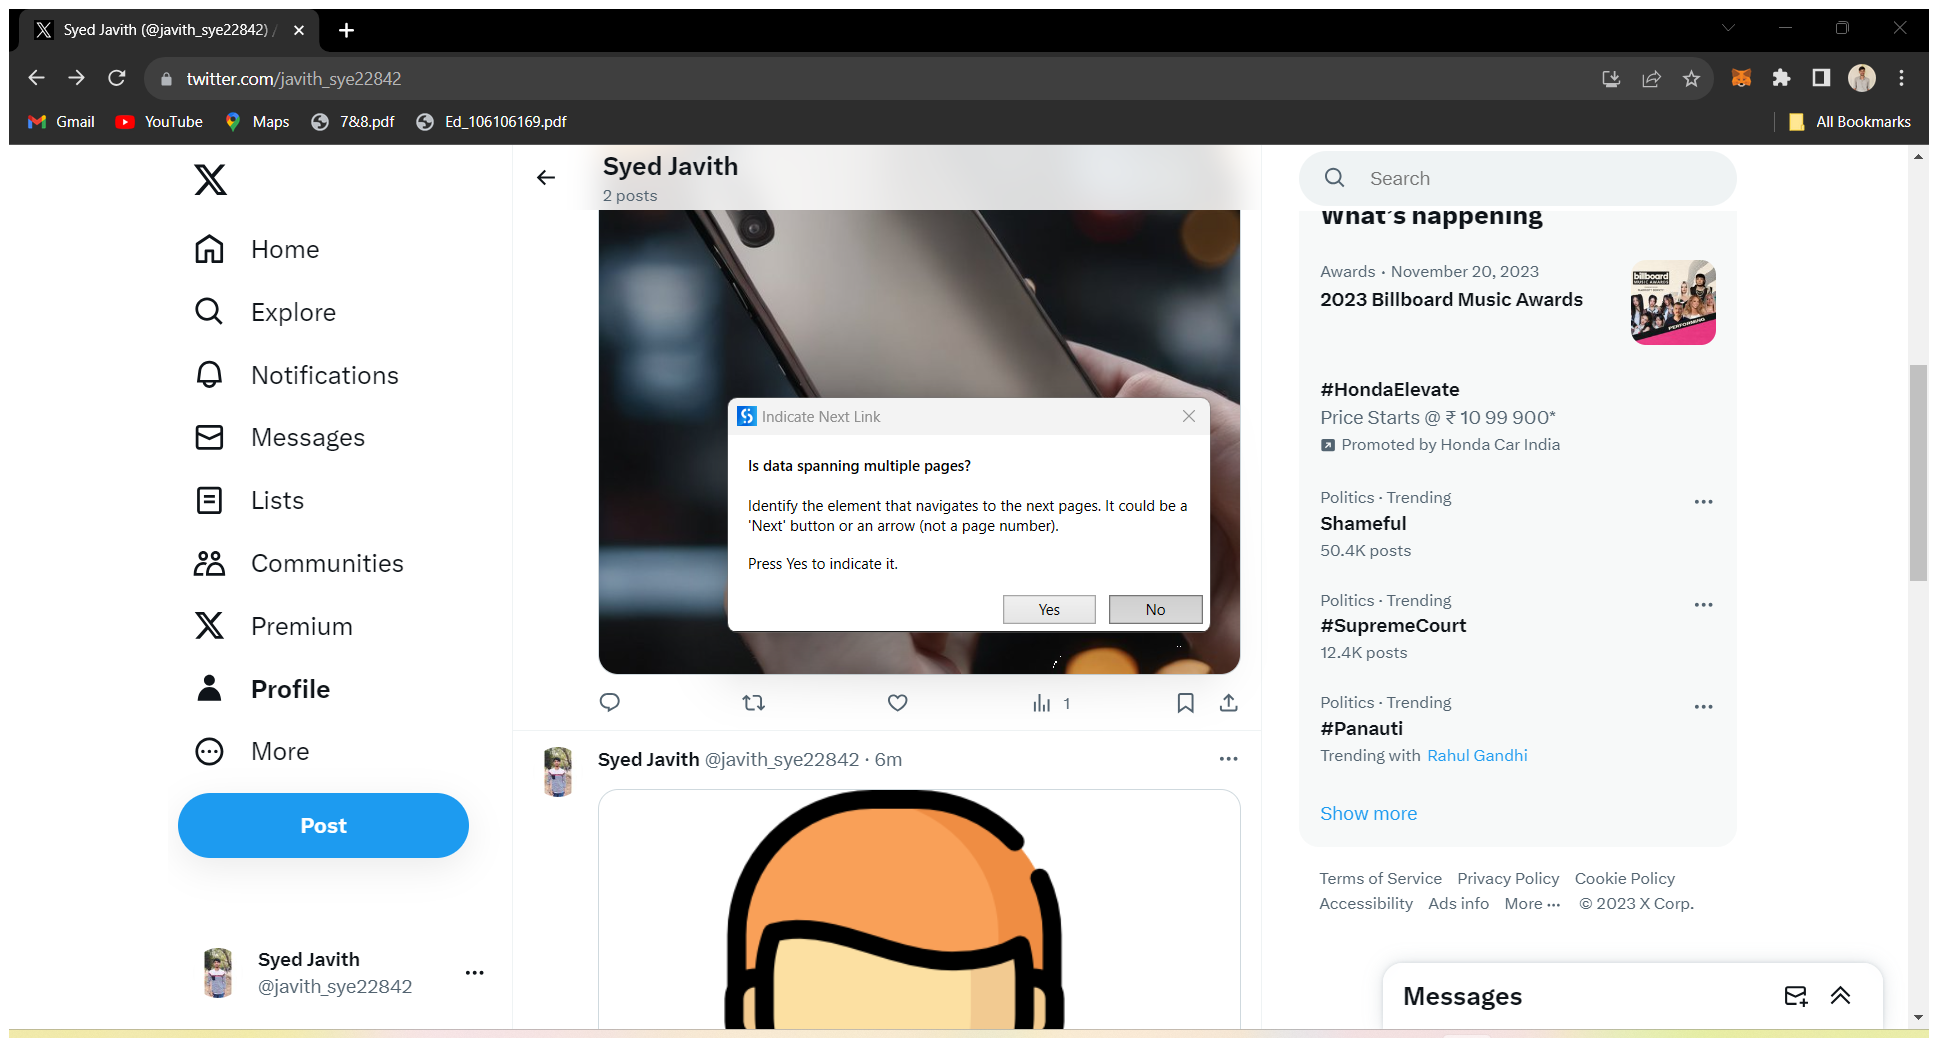 Syed Javith (@javith_sye22842) /
twitter.com/javith_sye22842
Gmail
YouTube
Maps
7&8.pdf
Ed_106106169.pdf
All Bookmarks
Home
Explore
Notifications
Messages
Lists
Communities
Premium
Profile
More
Post
Syed Javith
@javith_sye22842
Syed Javith
2 posts
Indicate Next Link
Is data spanning multiple pages?
Identify the element that navigates to the next pages. It could be a
'Next' button or an arrow (not a page number).
Press Yes to indicate it.
Yes
No
1
Syed Javith @javith_sye22842 · 6m
Search
What's happening
Awards · November 20, 2023
2023 Billboard Music Awards
billboard
MUSIC AWARDS
PERFORMING
#HondaElevate
Price Starts @ ₹ 10 99 900*
Promoted by Honda Car India
Politics · Trending
Shameful
50.4K posts
Politics · Trending
#SupremeCourt
12.4K posts
Politics · Trending
#Panauti
Trending with Rahul Gandhi
Show more
Terms of Service Privacy Policy Cookie Policy
Accessibility Ads info More ··· © 2023 X Corp.
Messages